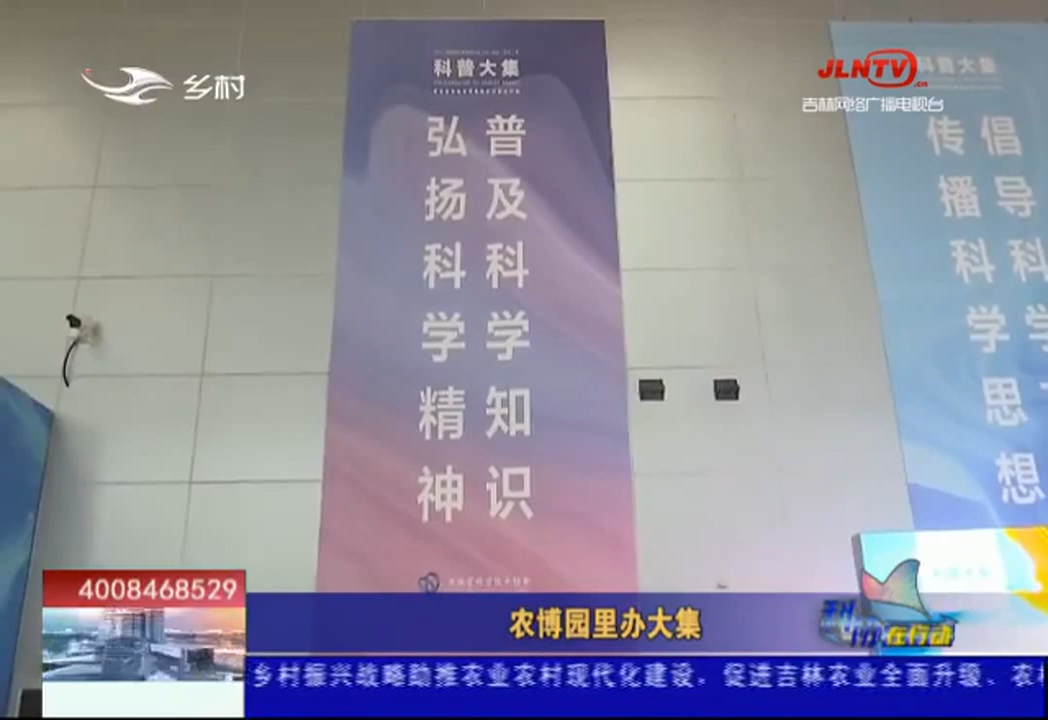 乡村
JLNTV.cn
吉林网络广播电视台
科普大集
普及科学知识
弘扬科学精神
科普大集
倡导科学
传播科学思想
4008468529
农博园里办大集
在行动
乡村振兴战略助推农业农村现代化建设，促进吉林农业全面升级、农村